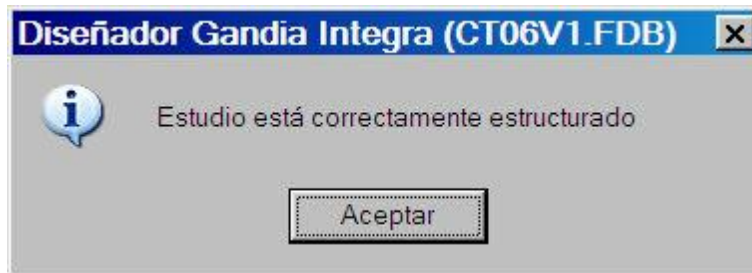 Diseñador Gandia Integra (CT06V1.FDB)
Estudio está correctamente estructurado
Aceptar